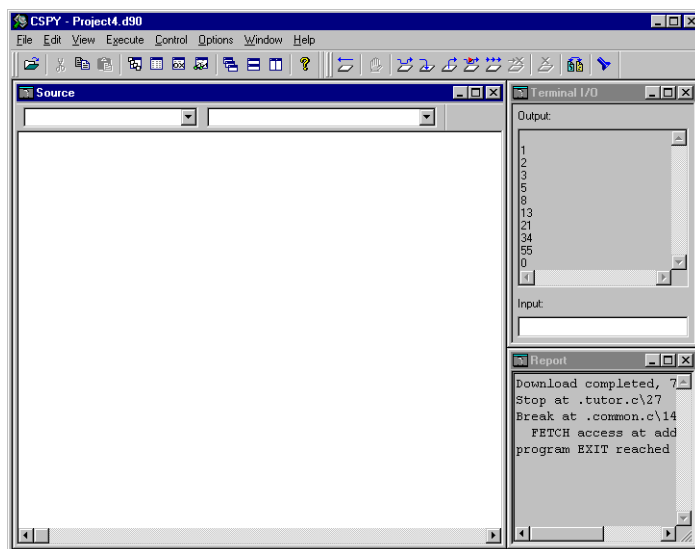 CSPY - Project4.d90
File Edit View Execute Control Options Window Help
Source
Terminal I/O
Output:
1
2
3
5
8
13
21
34
55
0
Input:
Report
Download completed, 7
Stop at .tutor.c\27
Break at .common.c\14
FETCH access at add
program EXIT reached